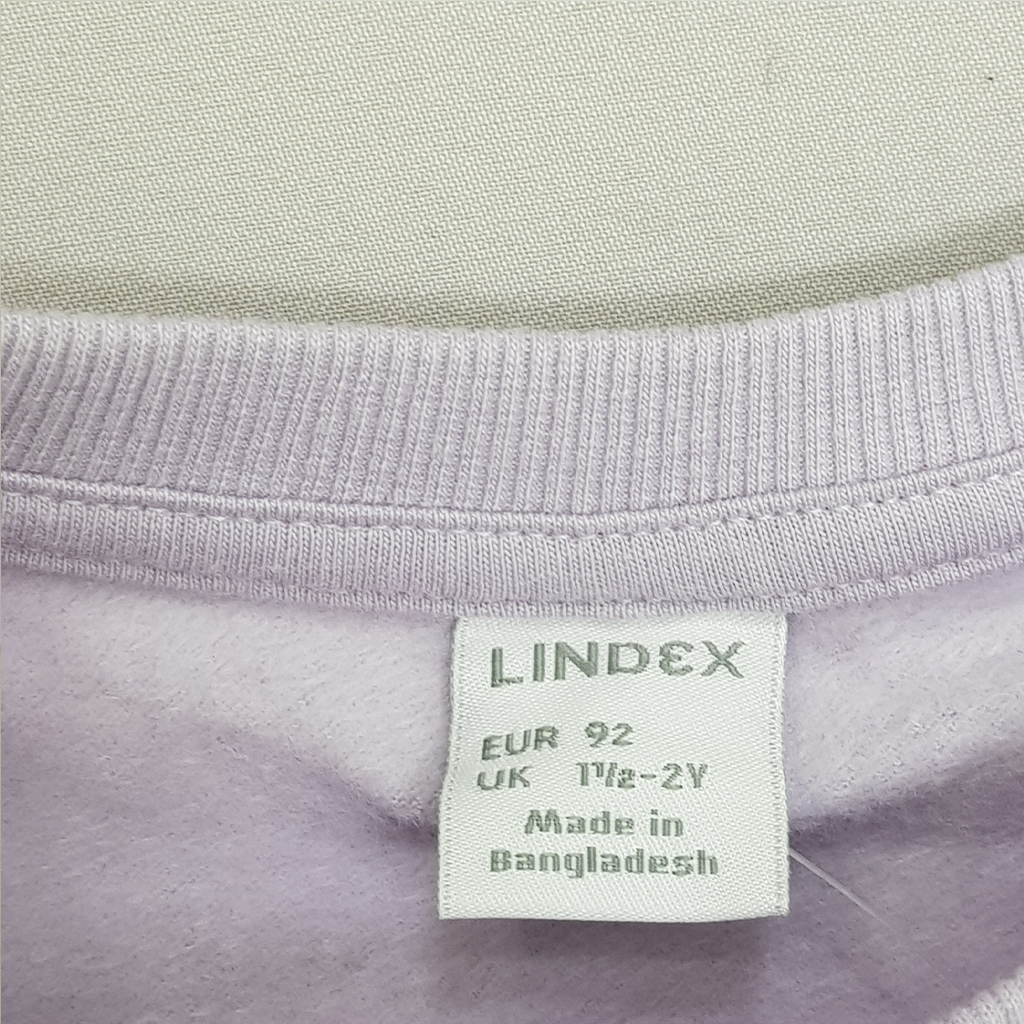 LINDEX
EUR 92
UK 1½-2Y
Made in
Bangladesh